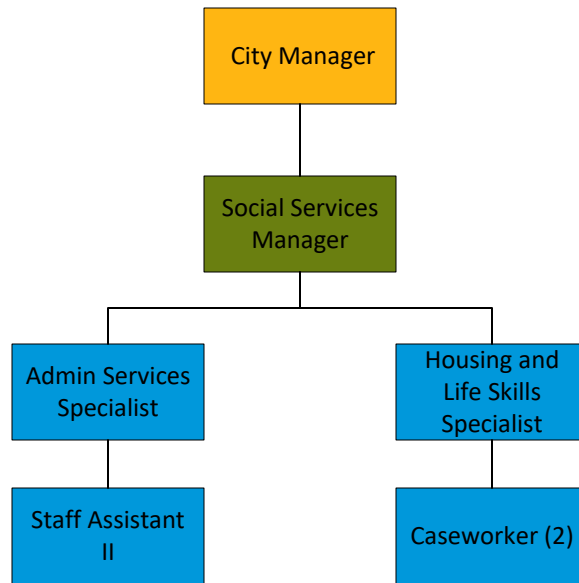 City Manager
Social Services
Manager
Admin Services
Specialist
Housing and
Life Skills
Specialist
Staff Assistant
II
Caseworker (2)